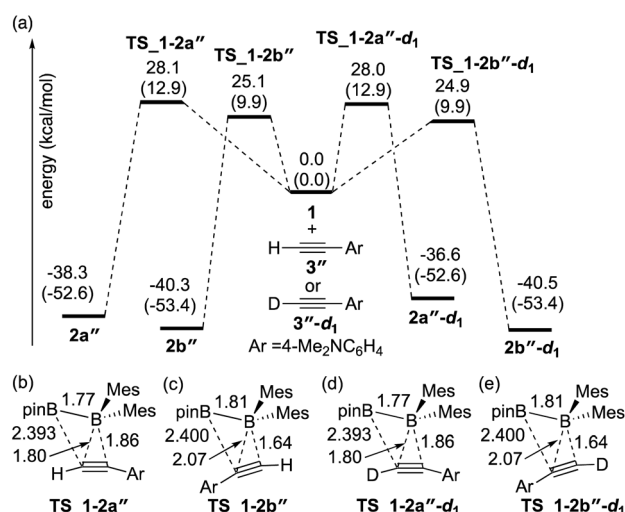 (a)
TS_1-2a″
28.1
(12.9)
TS_1-2b″
25.1
(9.9)
TS_1-2a″-d₁
28.0
(12.9)
TS_1-2b″-d₁
24.9
(9.9)
energy (kcal/mol)
0.0
(0.0)
1
+
H Ar
3″
or
D Ar
3″-d₁
Ar =4-Me₂NC₆H₄
-38.3
(-52.6)
2a″
-40.3
(-53.4)
2b″
-36.6
(-52.6)
2a″-d₁
-40.5
(-53.4)
2b″-d₁
(b)
1.77
Mes
pinB
B
Mes
2.393
1.86
1.80
H
Ar
TS_1-2a″
(c)
1.81
Mes
pinB
B
Mes
2.400
1.64
2.07
H
Ar
TS_1-2b″
(d)
1.77
Mes
pinB
B
Mes
2.393
1.86
1.80
D
Ar
TS_1-2a″-d₁
(e)
1.81
Mes
pinB
B
Mes
2.400
1.64
2.07
D
Ar
TS_1-2b″-d₁